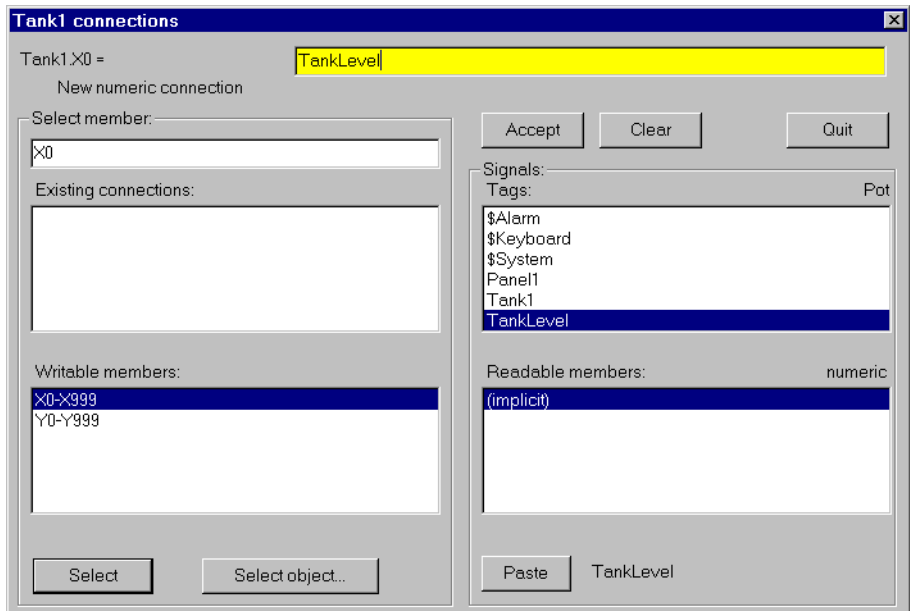 Tank1 connections
Tank1.X0 =
TankLevel
New numeric connection
Select member:
X0
Existing connections:
Writable members:
X0-X999
Y0-Y999
Select
Select object...
Accept
Clear
Quit
Signals:
Tags:
Pot
$Alarm
$Keyboard
$System
Panel1
Tank1
TankLevel
Readable members:
numeric
(implicit)
Paste
TankLevel